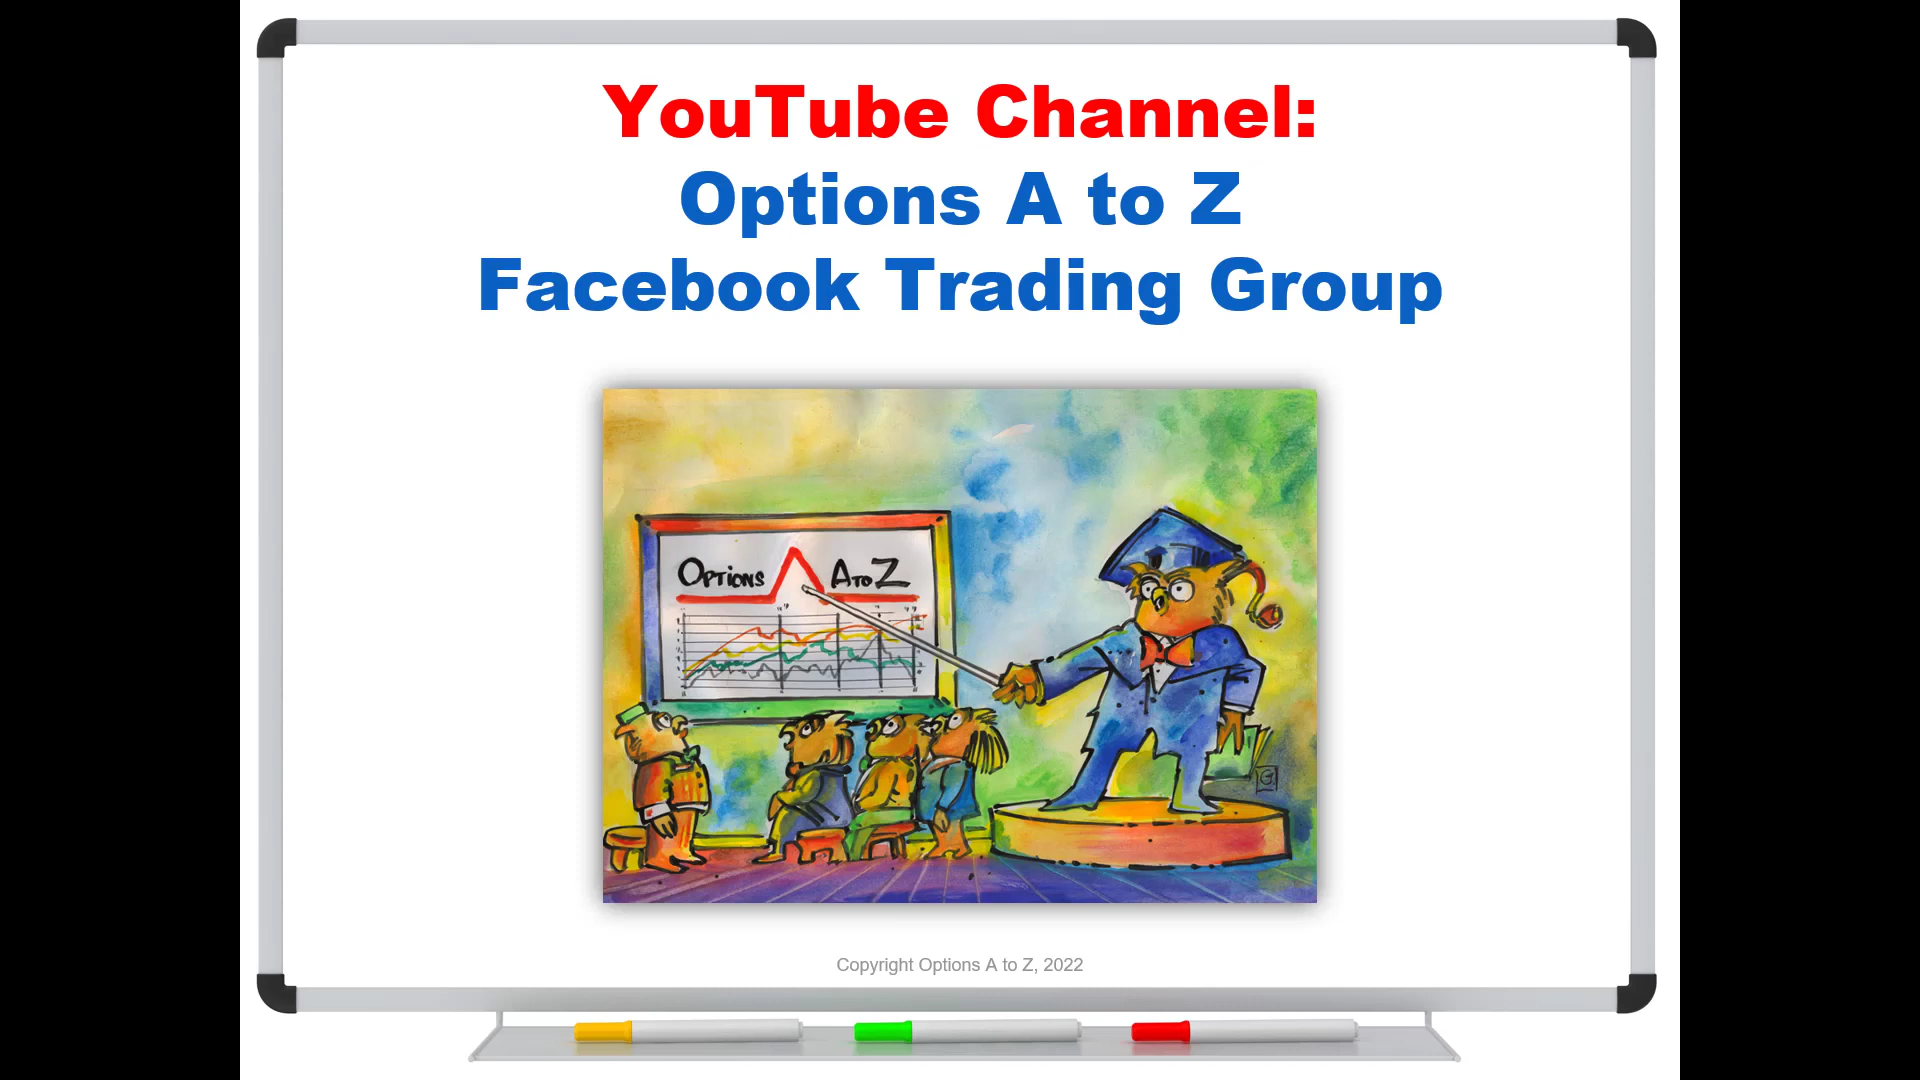 YouTube Channel:
Options A to Z
Facebook Trading Group
OPTIONS A TO Z
G
Copyright Options A to Z, 2022